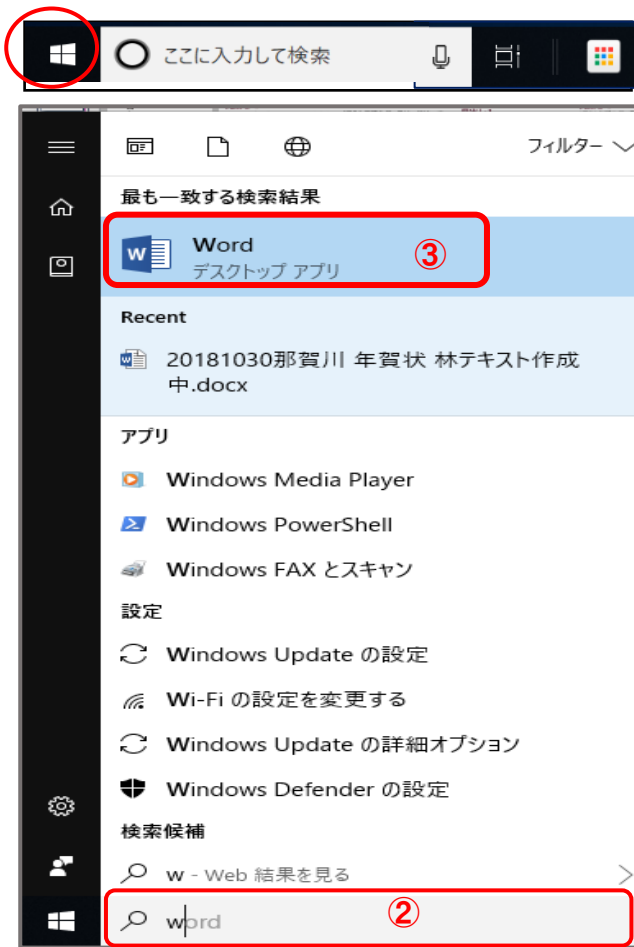 ここに入力して検索
フィルター
最も一致する検索結果
W Word
デスクトップ アプリ
③
Recent
20181030那賀川 年賀状 林テキスト作成
中.docx
アプリ
Windows Media Player
Windows PowerShell
Windows FAX とスキャン
設定
Windows Update の設定
Wi-Fi の設定を変更する
Windows Update の詳細オプション
Windows Defender の設定
検索候補
w - Web 結果を見る
word
②